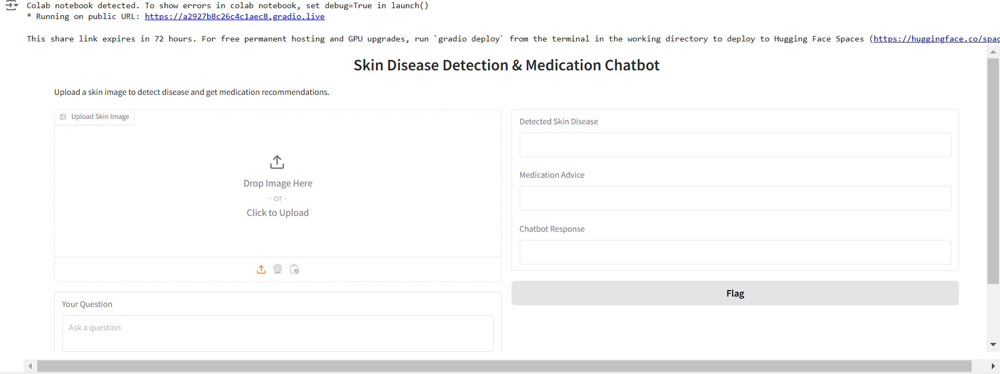 Colab notebook detected. To show errors in colab notebook, set debug=True in launch()
* Running on public URL: https://a2927b8c26c4c1aec8.gradio.live
This share link expires in 72 hours. For free permanent hosting and GPU upgrades, run `gradio deploy` from the terminal in the working directory to deploy to Hugging Face Spaces (https://huggingface.co/spac
Skin Disease Detection & Medication Chatbot
Upload a skin image to detect disease and get medication recommendations.
Upload Skin Image
Drop Image Here
- or -
Click to Upload
Your Question
Ask a question
Detected Skin Disease
Medication Advice
Chatbot Response
Flag